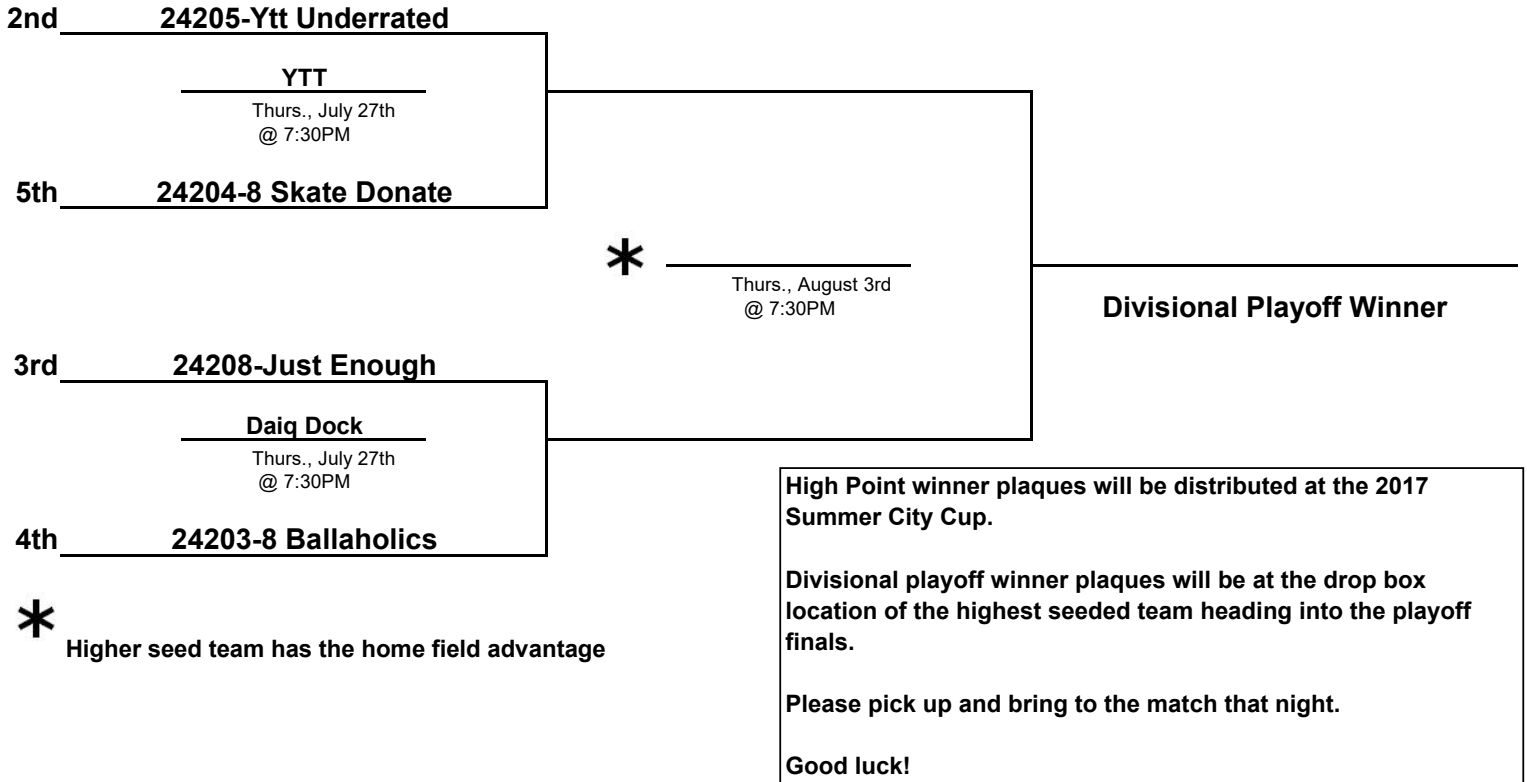 2nd 24205-Ytt Underrated
YTT
Thurs., July 27th
@ 7:30PM
5th 24204-8 Skate Donate
* 
Thurs., August 3rd
@ 7:30PM
Divisional Playoff Winner
3rd 24208-Just Enough
Daiq Dock
Thurs., July 27th
@ 7:30PM
4th 24203-8 Ballaholics
* Higher seed team has the home field advantage
High Point winner plaques will be distributed at the 2017
Summer City Cup.
Divisional playoff winner plaques will be at the drop box
location of the highest seeded team heading into the playoff
finals.
Please pick up and bring to the match that night.
Good luck!